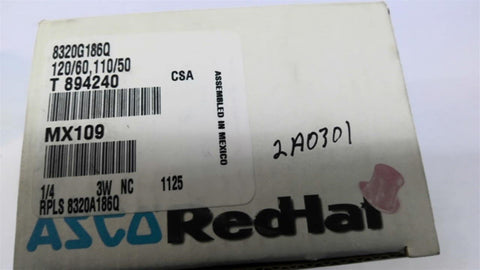 8320G186Q
120/60,110/50
T 894240
CSA
ASSEMBLED IN MEXICO
MX109
2A0301
1/4 3W NC 1125
RPLS 8320A186Q
ASCO RedHat